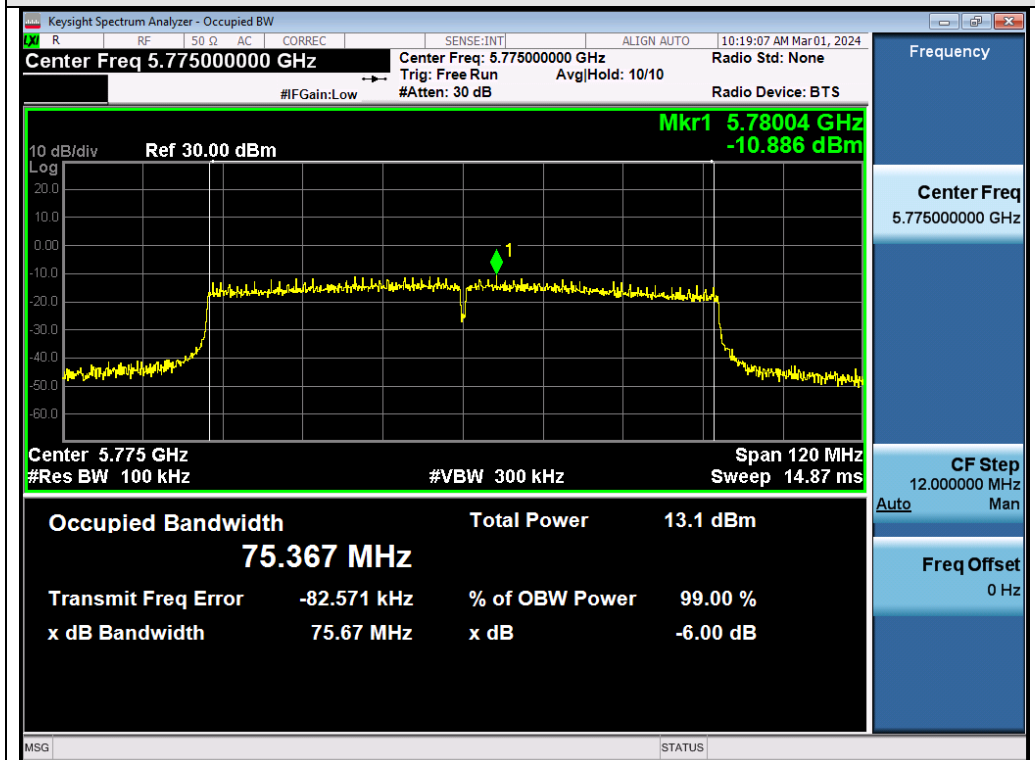 Keysight Spectrum Analyzer - Occupied BW
LXI R RF 50 Ω AC CORREC SENSE:INT ALIGN AUTO 10:19:07 AM Mar 01, 2024
Center Freq 5.775000000 GHz
#IFGain:Low
Center Freq: 5.775000000 GHz
Trig: Free Run Avg|Hold: 10/10
#Atten: 30 dB
Radio Std: None
Radio Device: BTS
Mkr1 5.78004 GHz
-10.886 dBm
10 dB/div Ref 30.00 dBm
Log
20.0
10.0
0.00
-10.0
-20.0
-30.0
-40.0
-50.0
-60.0
1
Center 5.775 GHz Span 120 MHz
#Res BW 100 kHz #VBW 300 kHz Sweep 14.87 ms
Occupied Bandwidth Total Power 13.1 dBm
75.367 MHz
Transmit Freq Error -82.571 kHz % of OBW Power 99.00 %
x dB Bandwidth 75.67 MHz x dB -6.00 dB
Frequency
Center Freq
5.775000000 GHz
CF Step
12.000000 MHz
Auto Man
Freq Offset
0 Hz
MSG STATUS